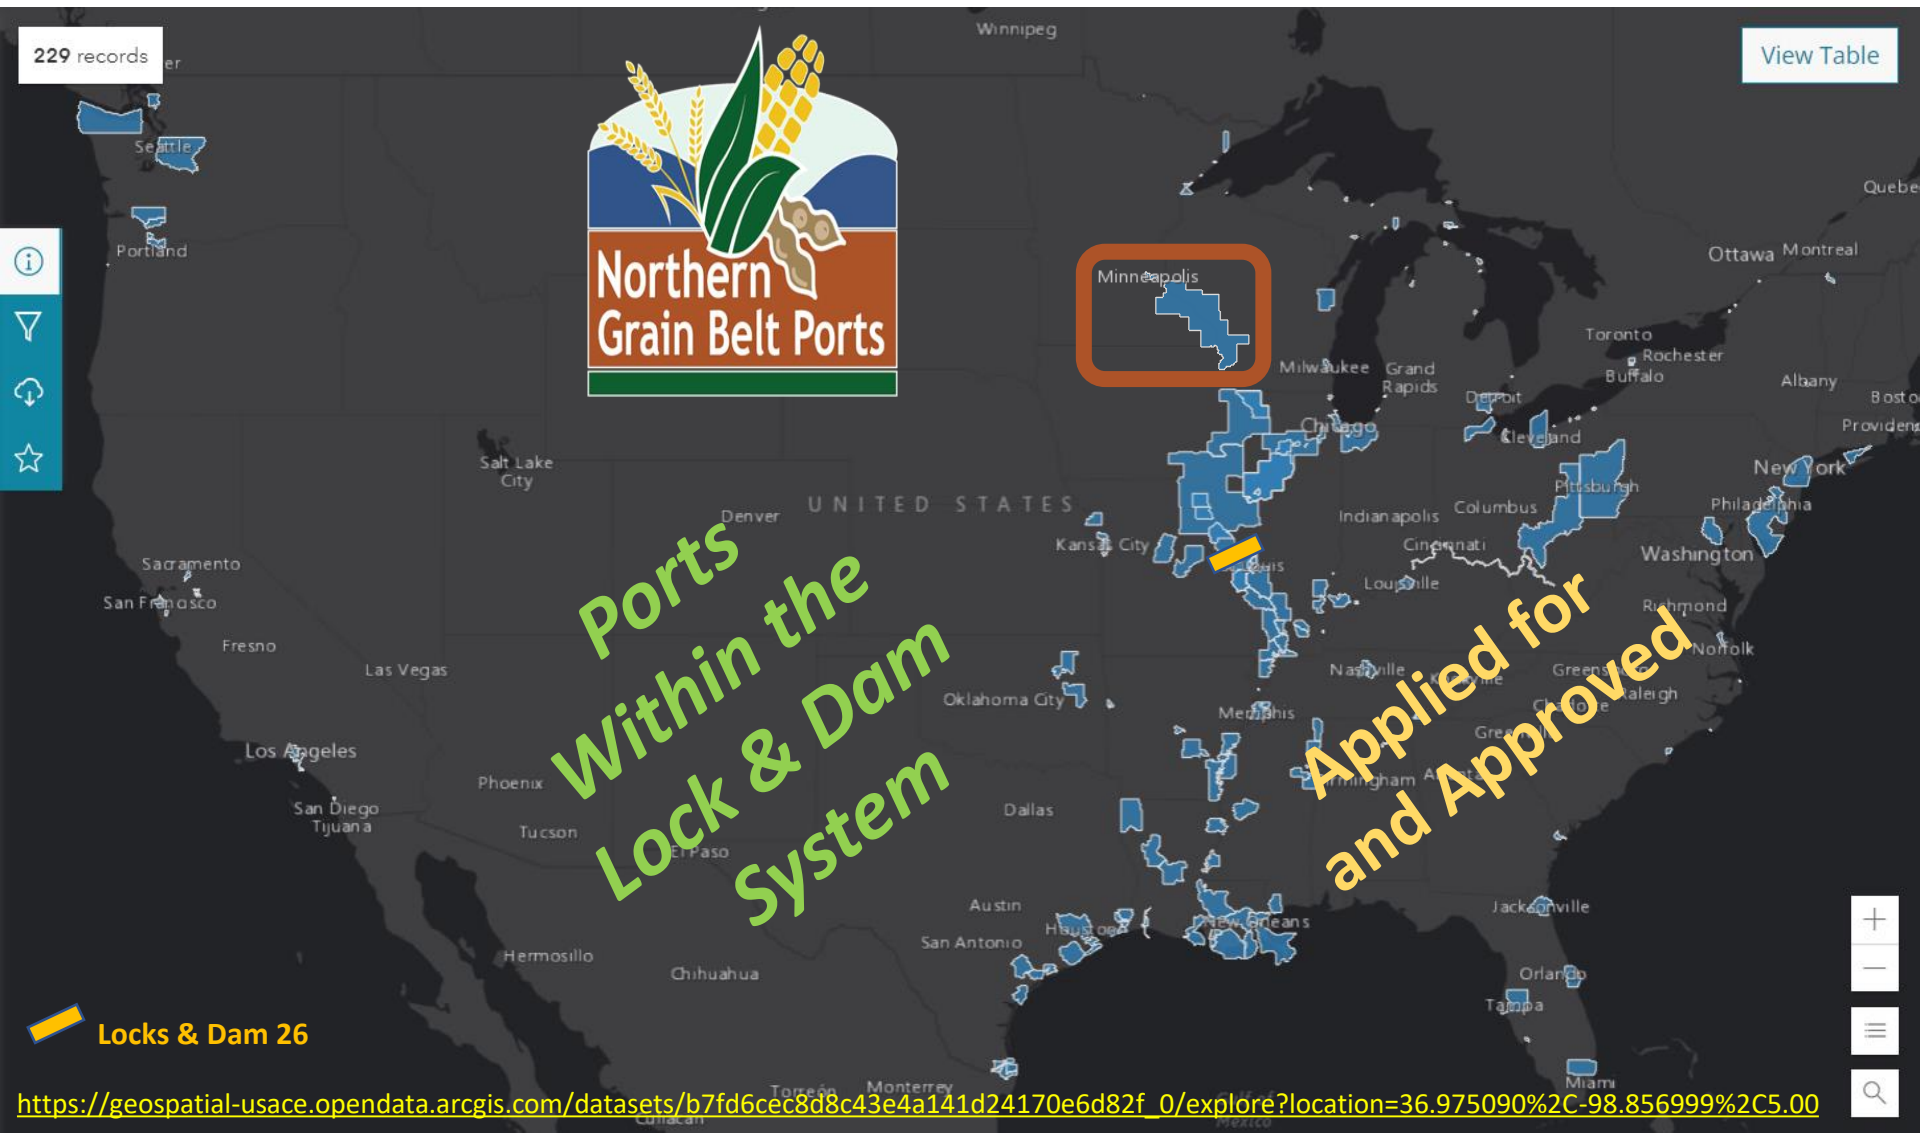 Winnipeg
229 records
View Table
Seattle
Portland
Northern
Grain Belt Ports
Minneapolis
Quebe
Ottawa
Montreal
Toronto
Rochester
Buffalo
Albany
Bosto
Providen
Milwaukee
Grand
Rapids
Detroit
Chicago
Cleveland
New York
Pittsburgh
Philadelphia
Salt Lake
City
UNITED STATES
Denver
Kansas City
Indianapolis
Columbus
Cincinnati
Washington
Louisville
Richmond
Norfolk
Sacramento
San Francisco
Fresno
Las Vegas
Ports
Within the
Lock & Dam
System
Applied for
and Approved
Nashville
Raleigh
Oklahoma City
Memphis
Los Angeles
San Diego
Tijuana
Phoenix
Tucson
El Paso
Dallas
Austin
Houston
San Antonio
New Orleans
Jacksonville
Orlando
Tampa
Miami
Hermosillo
Chihuahua
Torreón
Monterrey
Culiacan
Locks & Dam 26
https://geospatial-usace.opendata.arcgis.com/datasets/b7fd6cec8d8c43e4a141d24170e6d82f_0/explore?location=36.975090%2C-98.856999%2C5.00